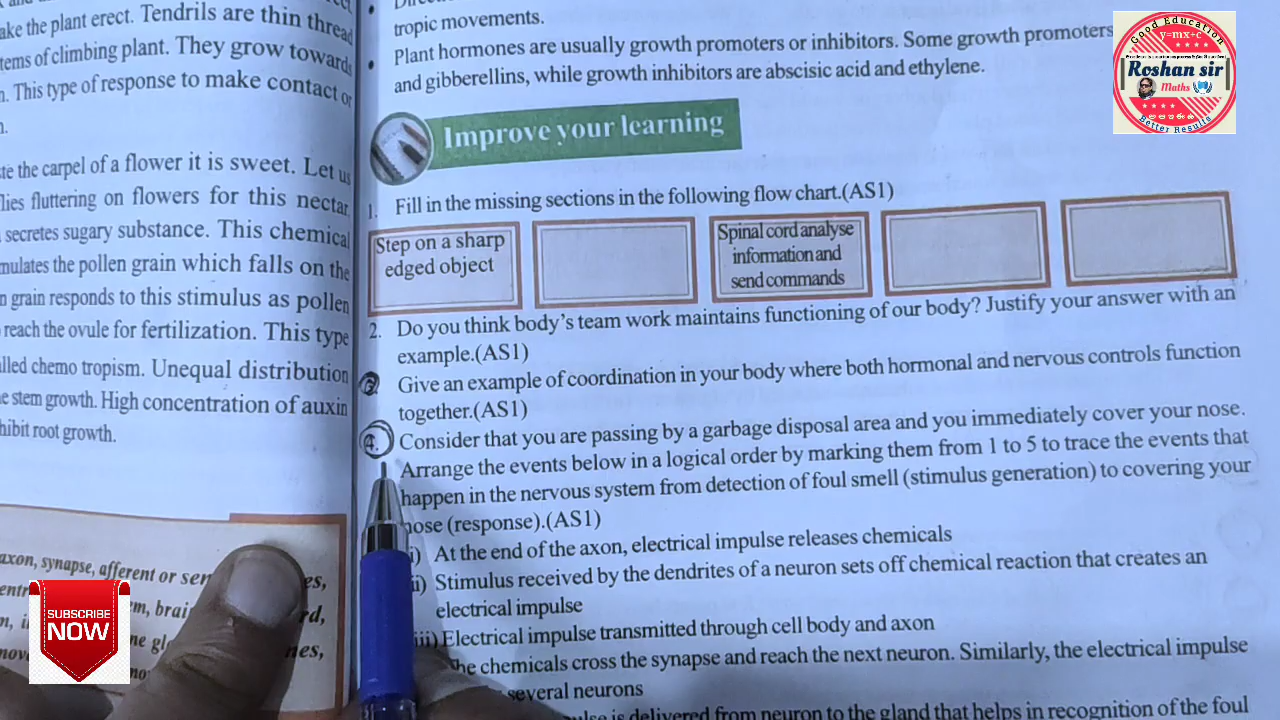 ake the plant erect. Tendrils are thin thread
tems of climbing plant. They grow towards
n. This type of response to make contact or
n.
te the carpel of a flower it is sweet. Let us
lies fluttering on flowers for this nectar.
secretes sugary substance. This chemical
mulates the pollen grain which falls on the
n grain responds to this stimulus as pollen
reach the ovule for fertilization. This type
lled chemo tropism. Unequal distribution
e stem growth. High concentration of auxin
hibit root growth.
axon, synapse, afferent or
tropic movements.
• Plant hormones are usually growth promoters or inhibitors. Some growth promoters
and gibberellins, while growth inhibitors are abscisic acid and ethylene.
Improve your learning
1. Fill in the missing sections in the following flow chart.(AS1)
Step on a sharp
edged object
Spinal cord analyse
information and
send commands
2. Do you think body's team work maintains functioning of our body? Justify your answer with an
example.(AS1)
3. Give an example of coordination in your body where both hormonal and nervous controls function
together.(AS1)
4. Consider that you are passing by a garbage disposal area and you immediately cover your nose.
Arrange the events below in a logical order by marking them from 1 to 5 to trace the events that
happen in the nervous system from detection of foul smell (stimulus generation) to covering your
nose (response).(AS1)
i) At the end of the axon, electrical impulse releases chemicals
ii) Stimulus received by the dendrites of a neuron sets off chemical reaction that creates an
electrical impulse
iii) Electrical impulse transmitted through cell body and axon
The chemicals cross the synapse and reach the next neuron. Similarly, the electrical impulse
several neurons
is delivered from neuron to the gland that helps in recognition of the foul
Good Education
y=mx+c
Roshan sir
Maths
Better Results
SUBSCRIBE
NOW